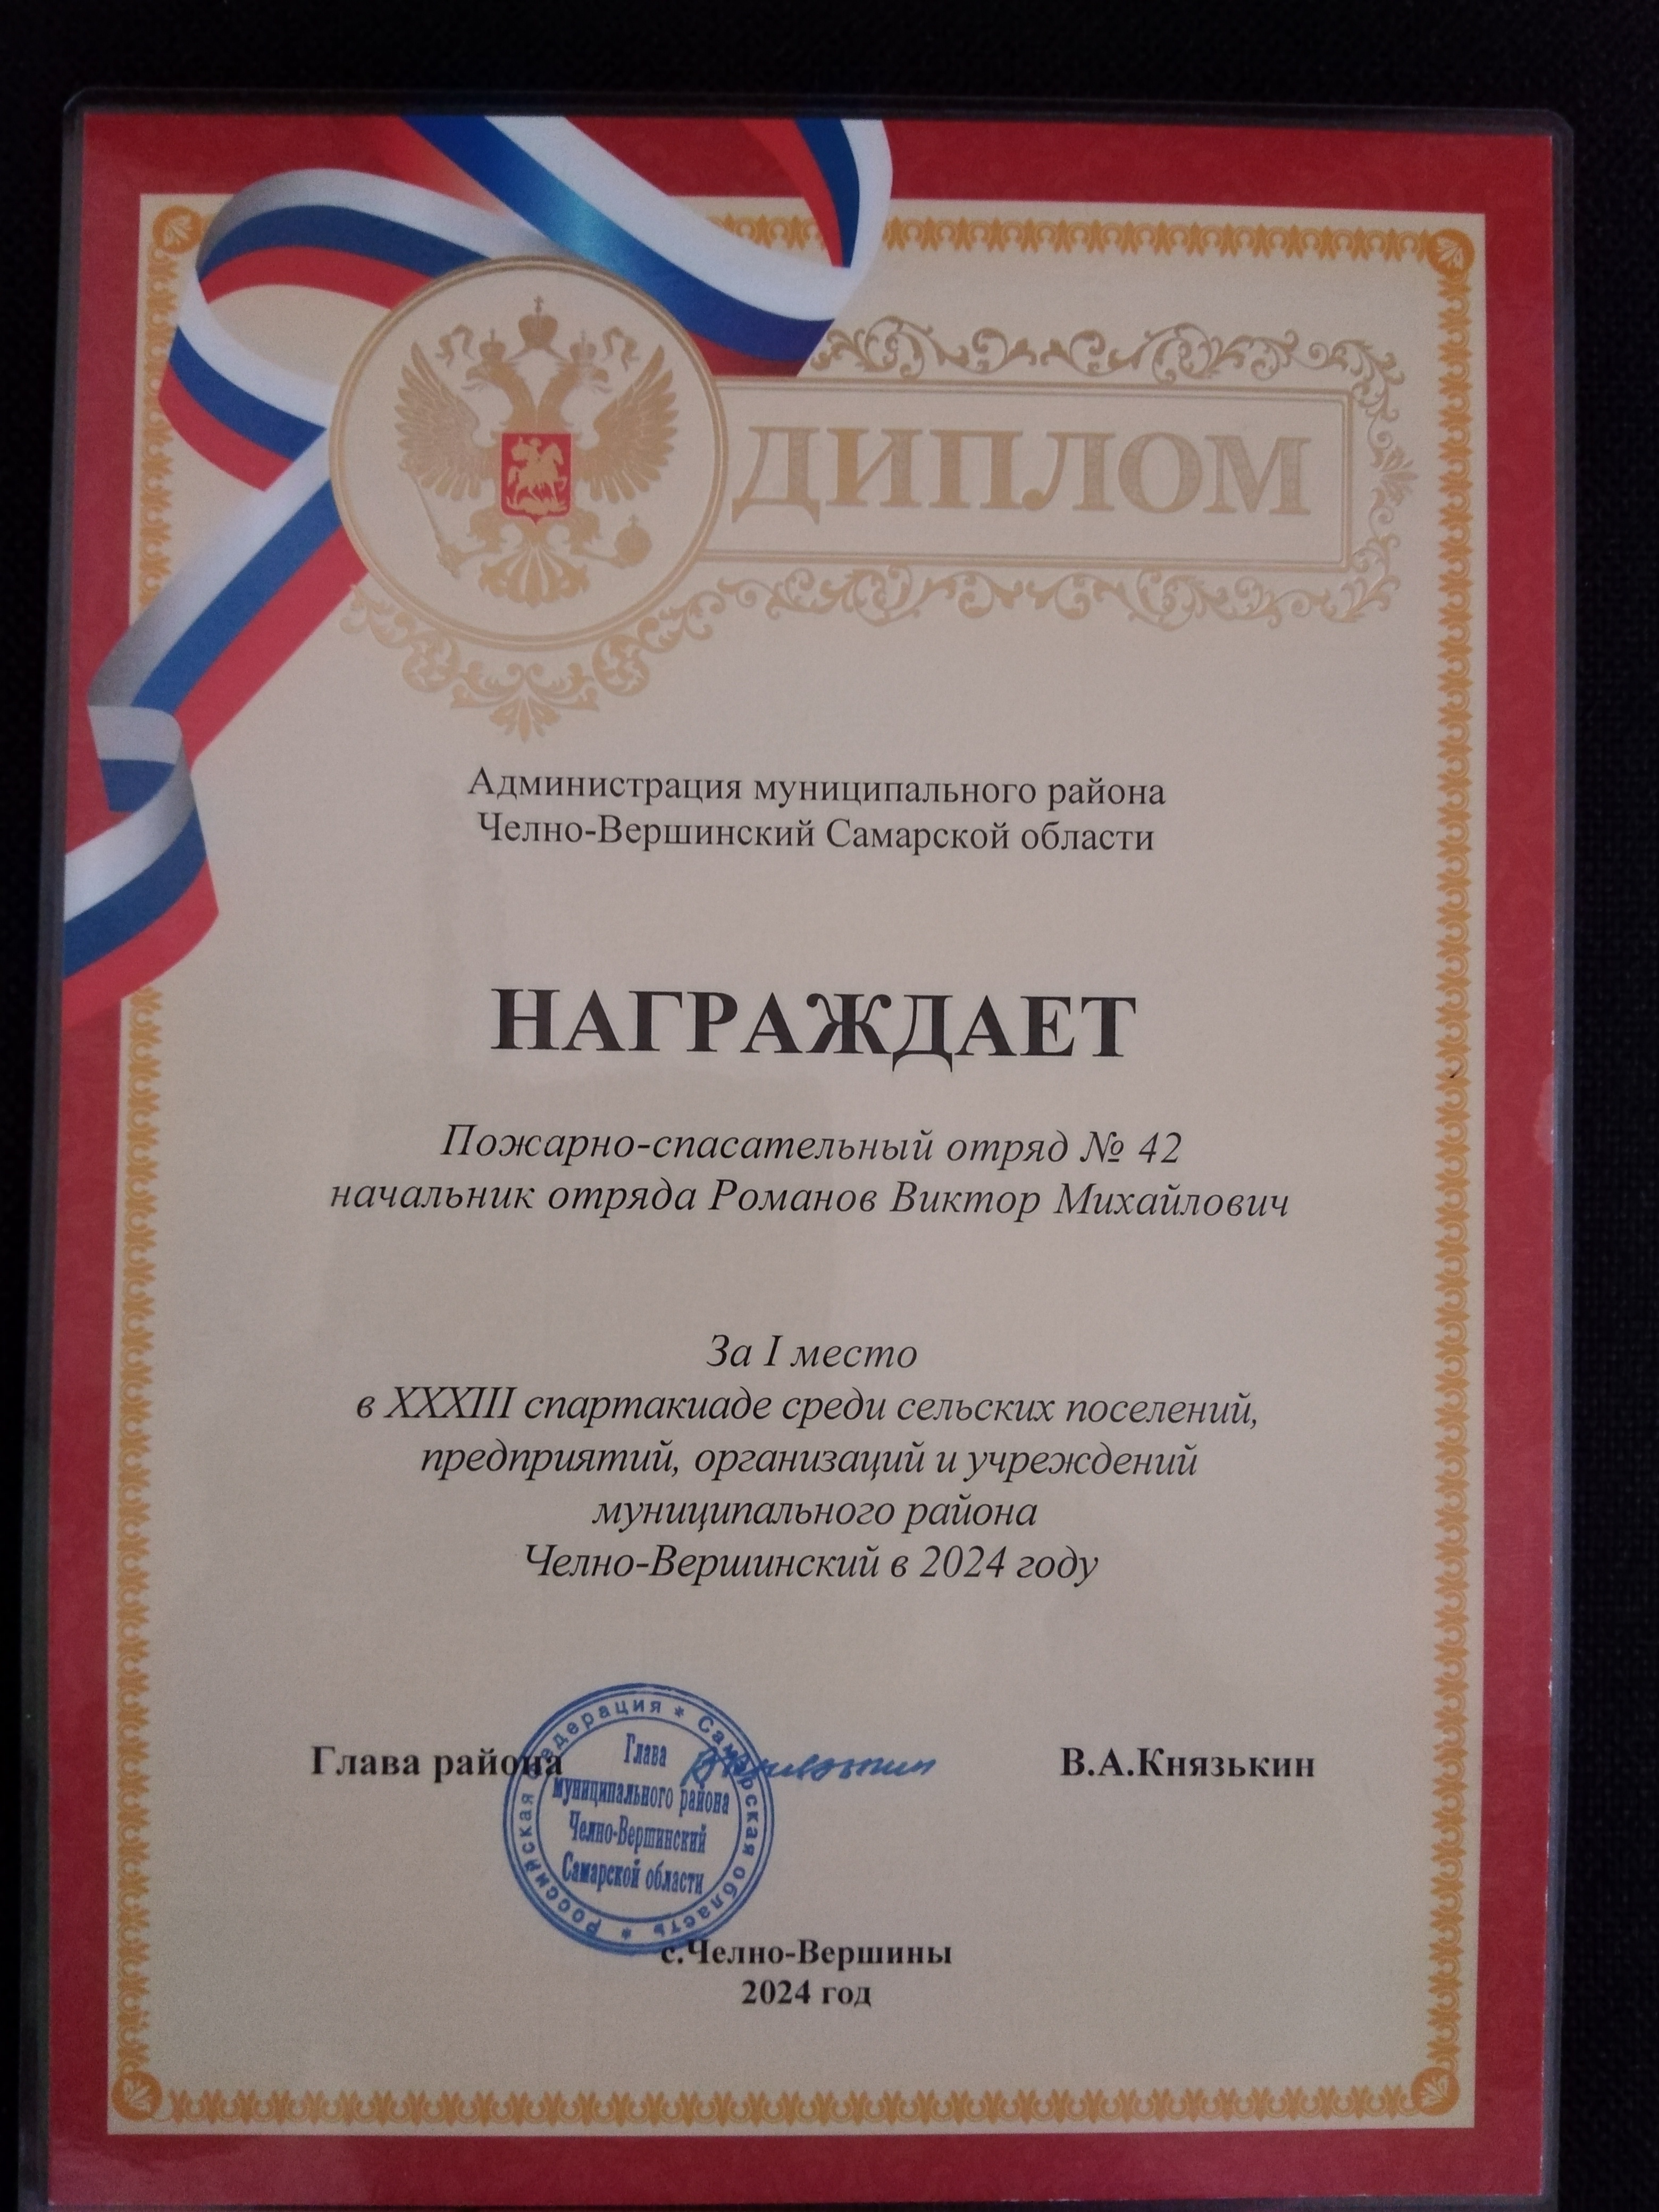 ДИПЛОМ
Администрация муниципального района
Челно-Вершинский Самарской области
НАГРАЖДАЕТ
Пожарно-спасательный отряд № 42
начальник отряда Романов Виктор Михайлович
За I место
в XXXIII спартакиаде среди сельских поселений,
предприятий, организаций и учреждений
муниципального района
Челно-Вершинский в 2024 году
Глава района
В.А.Князькин
Российская Федерация * Самарская область *
Глава
муниципального района
Челно-Вершинский
Самарской области
с.Челно-Вершины
2024 год